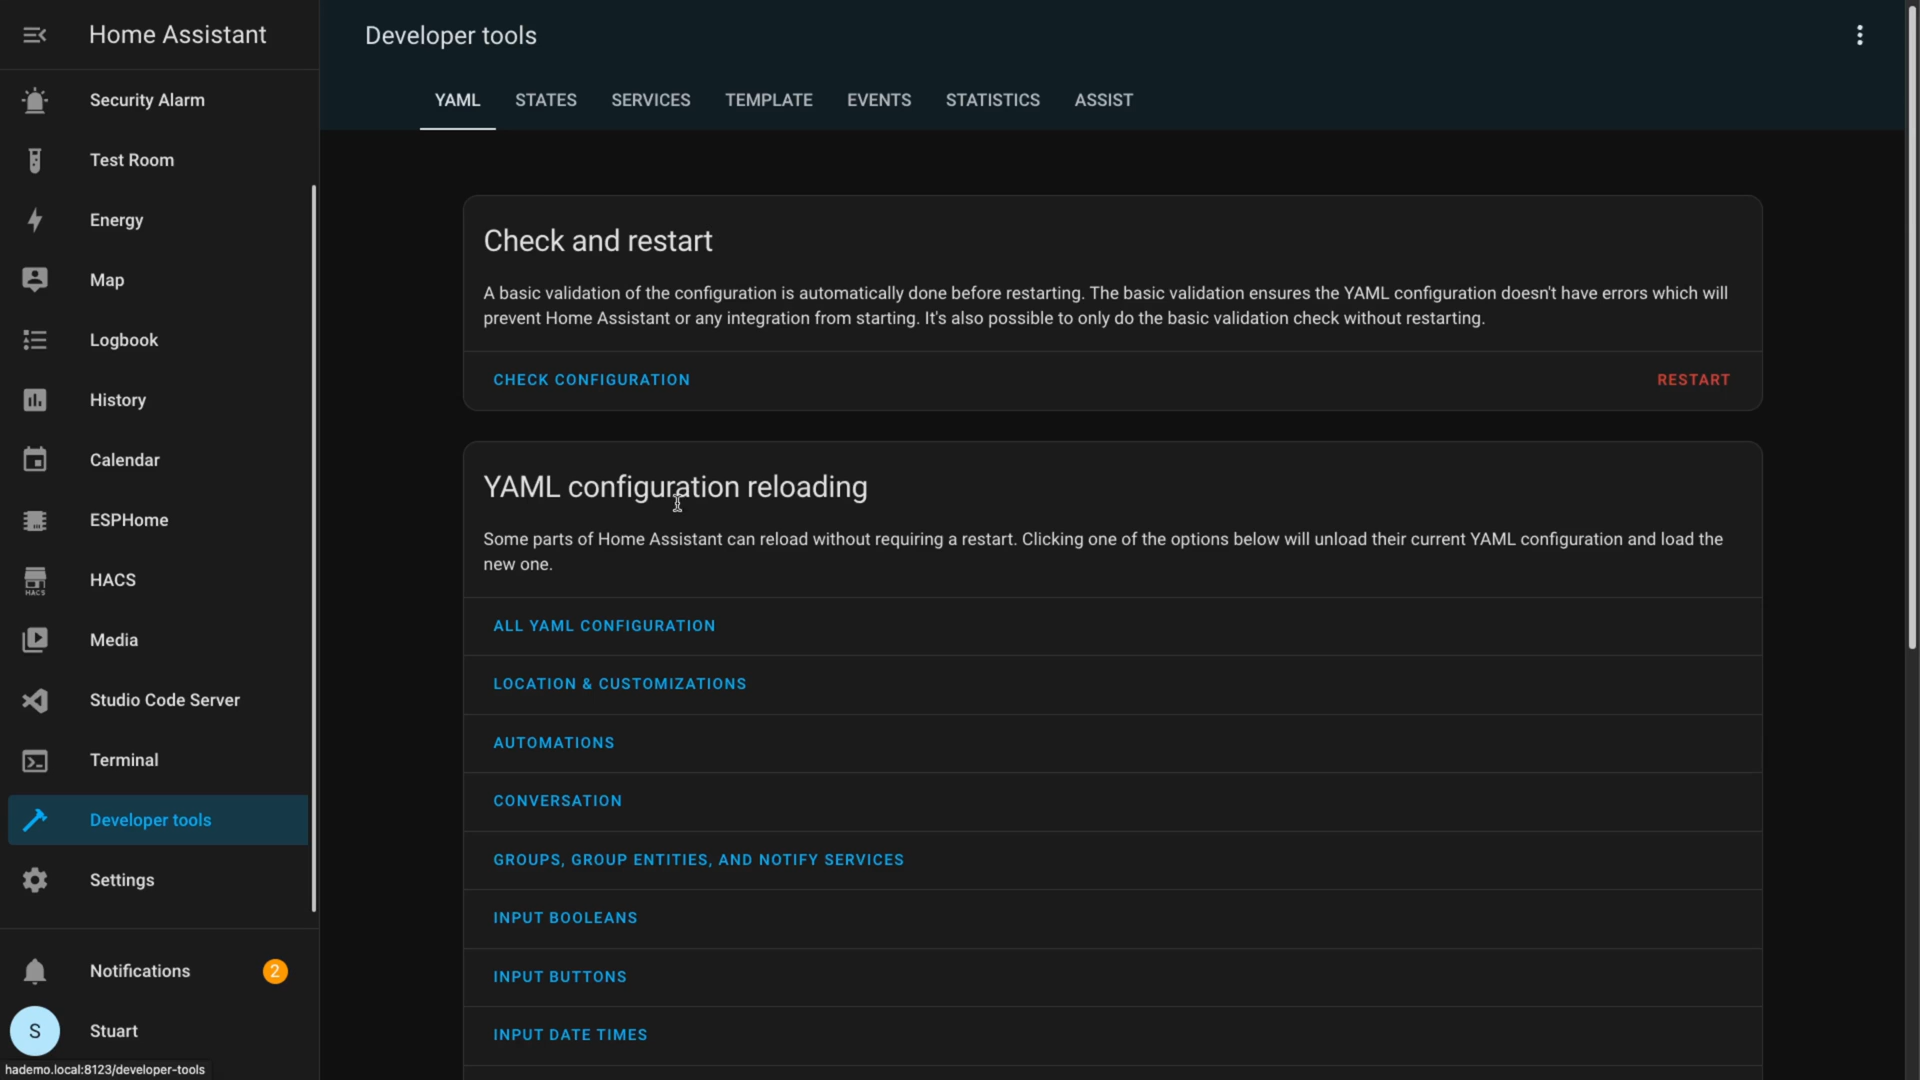 Home Assistant
Security Alarm
Test Room
Energy
Map
Logbook
History
Calendar
ESPHome
HACS
HACS
Media
Studio Code Server
Terminal
Developer tools
Settings
Notifications
2
S
Stuart
hademo.local:8123/developer-tools
Developer tools
YAML
STATES
SERVICES
TEMPLATE
EVENTS
STATISTICS
ASSIST
Check and restart
A basic validation of the configuration is automatically done before restarting. The basic validation ensures the YAML configuration doesn't have errors which will
prevent Home Assistant or any integration from starting. It's also possible to only do the basic validation check without restarting.
CHECK CONFIGURATION
RESTART
YAML configuration reloading
Some parts of Home Assistant can reload without requiring a restart. Clicking one of the options below will unload their current YAML configuration and load the
new one.
ALL YAML CONFIGURATION
LOCATION & CUSTOMIZATIONS
AUTOMATIONS
CONVERSATION
GROUPS, GROUP ENTITIES, AND NOTIFY SERVICES
INPUT BOOLEANS
INPUT BUTTONS
INPUT DATE TIMES